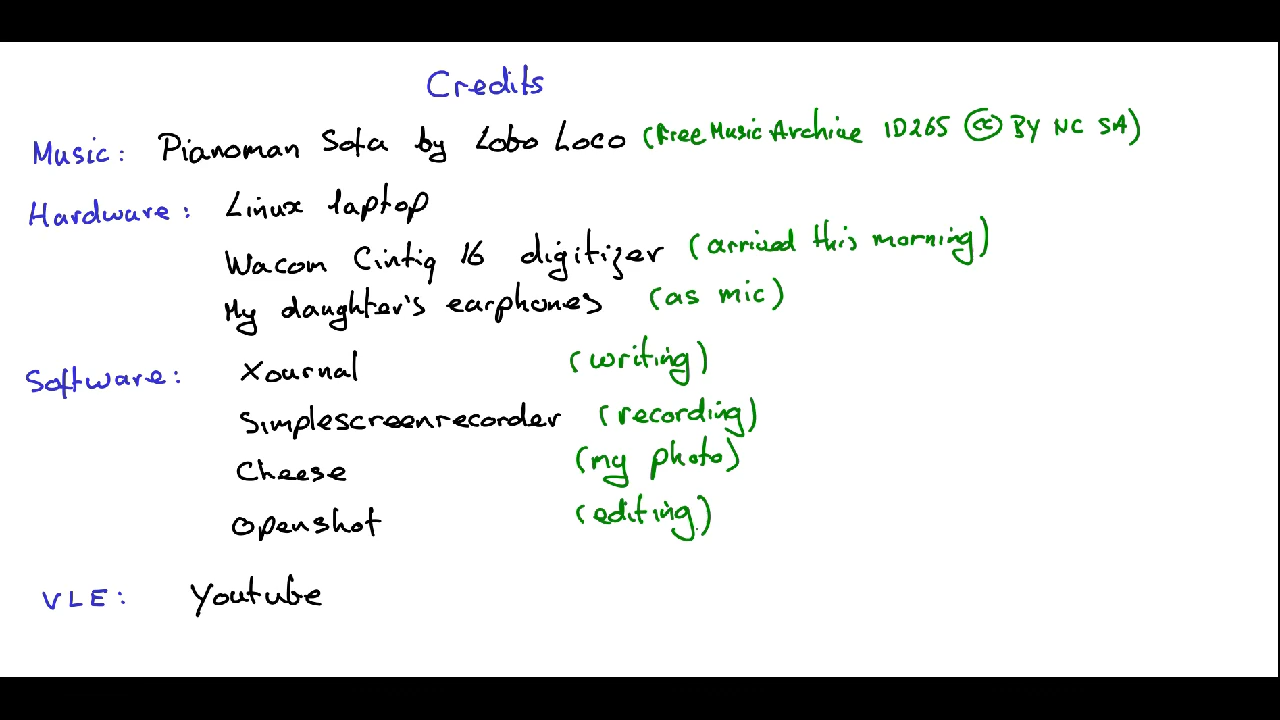 Credits
Music: Pianoman Sofa by Lobo Loco (Free Music Archive ID265 cc BY NC SA)
Hardware: Linux laptop
Wacom Cintiq 16 digitizer (arrived this morning)
My daughter's earphones (as mic)
Software: Xournal (writing)
Simplescreenrecorder (recording)
Cheese (my photo)
Openshot (editing)
VLE: Youtube